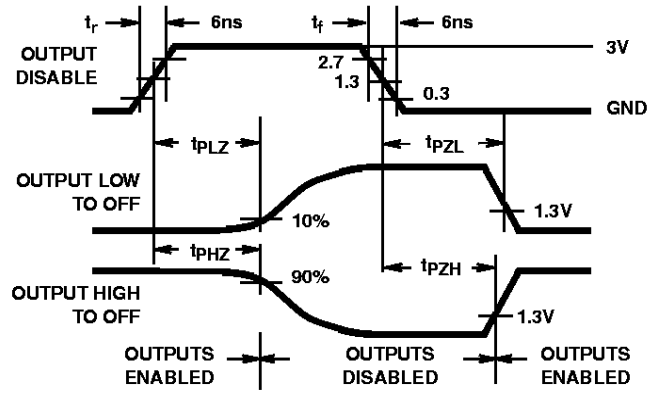 tr 6ns tf 6ns
OUTPUT
DISABLE
2.7
1.3
0.3
3V
GND
tPLZ tPZL
OUTPUT LOW
TO OFF
10%
1.3V
tPHZ tPZH
OUTPUT HIGH
TO OFF
90%
1.3V
OUTPUTS
ENABLED
OUTPUTS
DISABLED
OUTPUTS
ENABLED